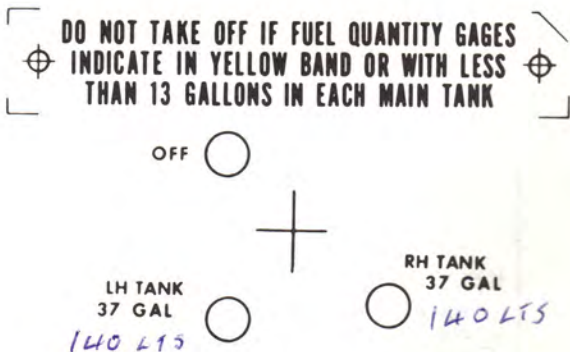 DO NOT TAKE OFF IF FUEL QUANTITY GAGES
INDICATE IN YELLOW BAND OR WITH LESS
THAN 13 GALLONS IN EACH MAIN TANK
OFF
LH TANK
37 GAL
140 LTS
RH TANK
37 GAL
140 LTS